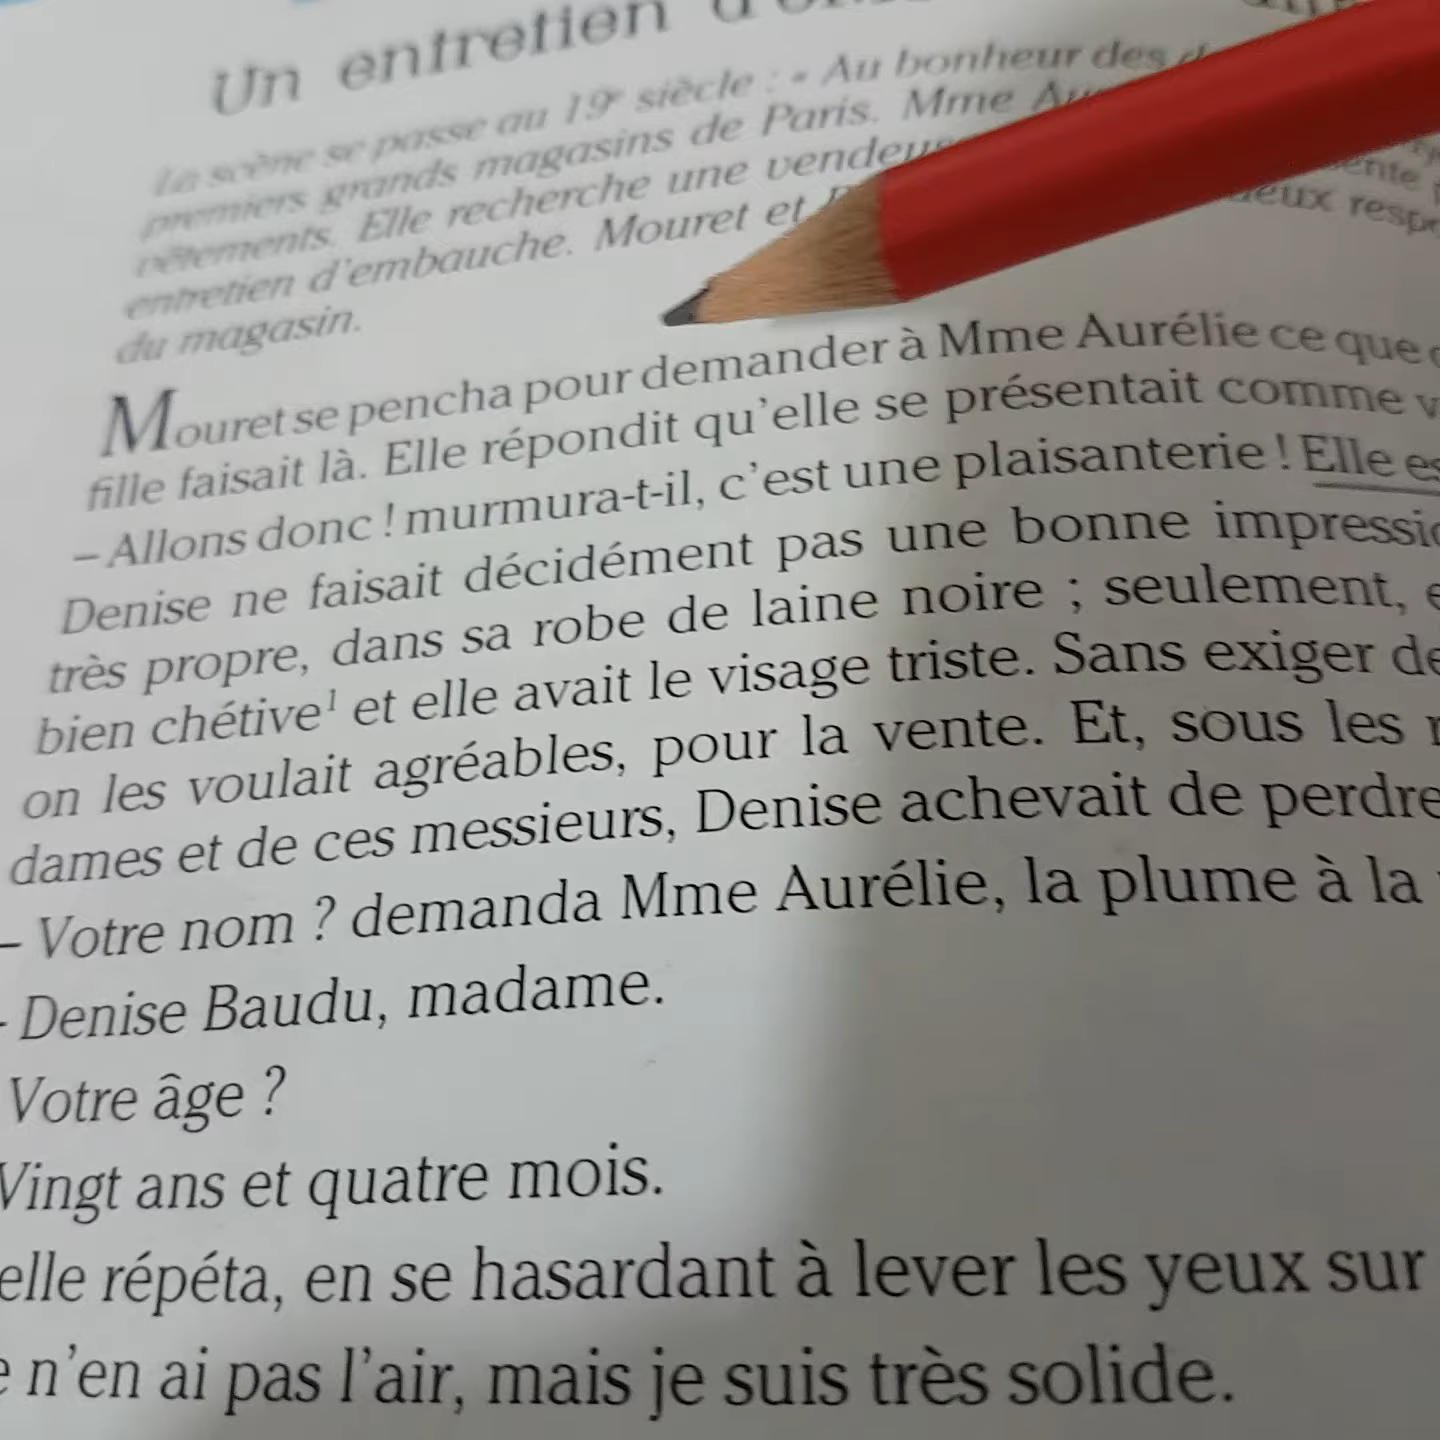 Un entretien
La scène se passe au 19e siècle : « Au bonheur des
premiers grands magasins de Paris. Mme
vêtements. Elle recherche une
entretien d'embauche. Mouret et
du magasin.
Mouret se pencha pour demander à Mme Aurélie ce que
fille faisait là. Elle répondit qu'elle se présentait comme
– Allons donc ! murmura-t-il, c'est une plaisanterie ! Elle
Denise ne faisait décidément pas une bonne
très propre, dans sa robe de laine noire ; seulement,
bien chétive1 et elle avait le visage triste. Sans exiger
on les voulait agréables, pour la vente. Et, sous les
dames et de ces messieurs, Denise achevait de perdre
– Votre nom ? demanda Mme Aurélie, la plume à la
- Denise Baudu, madame.
Votre âge ?
Vingt ans et quatre mois.
elle répéta, en se hasardant à lever les yeux sur
n'en ai pas l'air, mais je suis très solide.